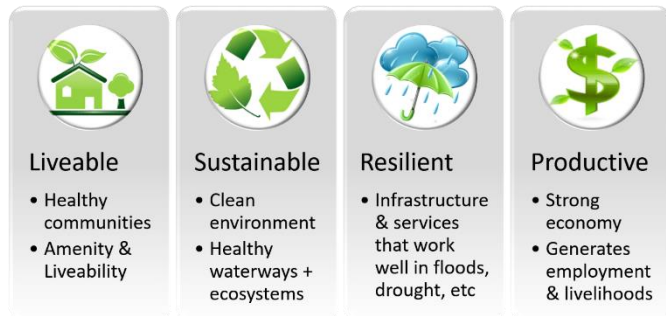 Liveable
• Healthy
communities
• Amenity &
Liveability
Sustainable
• Clean
environment
• Healthy
waterways +
ecosystems
Resilient
• Infrastructure
& services
that work
well in floods,
drought, etc
Productive
• Strong
economy
• Generates
employment
& livelihoods